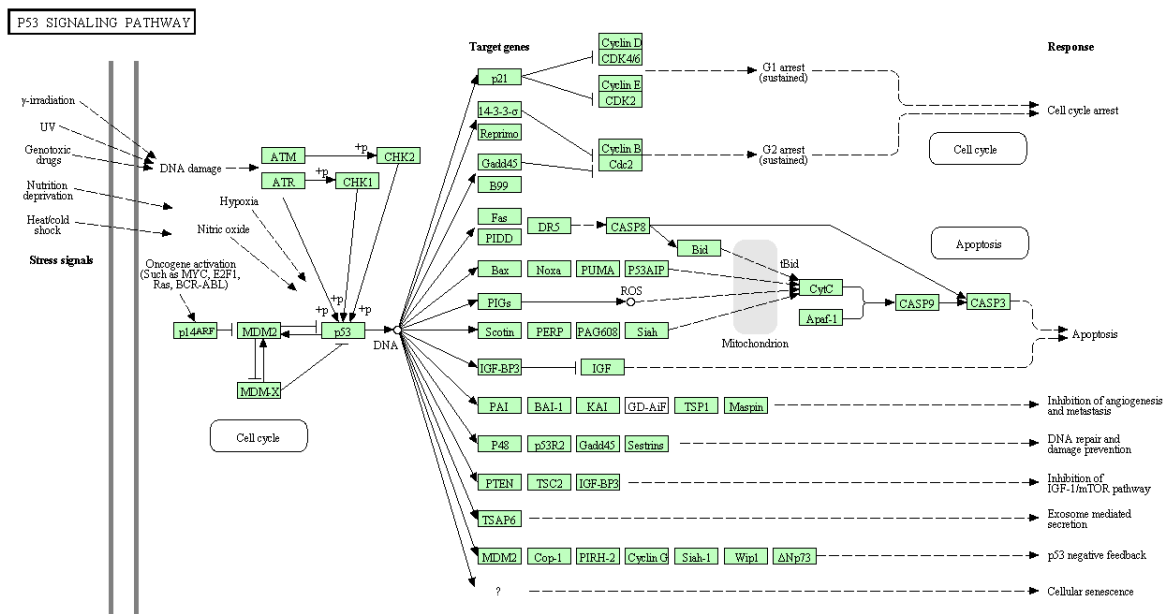 P53 SIGNALING PATHWAY
Target genes
Response
Cyclin D
CDK4/6
p21
G1 arrest
(sustained)
Cyclin E
CDK2
γ-irradiation
14-3-3-σ
Cell cycle arrest
UV
Reprimo
Genotoxic
drugs
DNA damage
ATM
+p
CHK2
Cyclin B
Cdc2
G2 arrest
(sustained)
Cell cycle
Gadd45
ATR
+p
CHK1
B99
Nutrition
deprivation
Hypoxia
Heat/cold
shock
Nitric oxide
Fas
PIDD
DR5
CASP8
Bid
Apoptosis
Stress signals
Oncogene activation
(Such as MYC, E2F1,
Ras, BCR-ABL)
Bax
Noxa
PUMA
P53AIP
tBid
CytC
ROS
PIGs
CASP9
CASP3
+p
+p
+p
Apaf-1
p14ARF
MDM2
p53
DNA
Scotin
PERP
PAG608
Siah
Mitochondrion
Apoptosis
IGF-BP3
IGF
MDM-X
PAI
BAI-1
KAI
GD-AiF
TSP1
Maspin
Inhibition of angiogenesis
and metastasis
Cell cycle
P48
p53R2
Gadd45
Sestrins
DNA repair and
damage prevention
PTEN
TSC2
IGF-BP3
Inhibition of
IGF-1/mTOR pathway
TSAP6
Exosome mediated
secretion
MDM2
Cop-1
PIRH-2
Cyclin G
Siah-1
Wip1
ΔNp73
p53 negative feedback
?
Cellular senescence